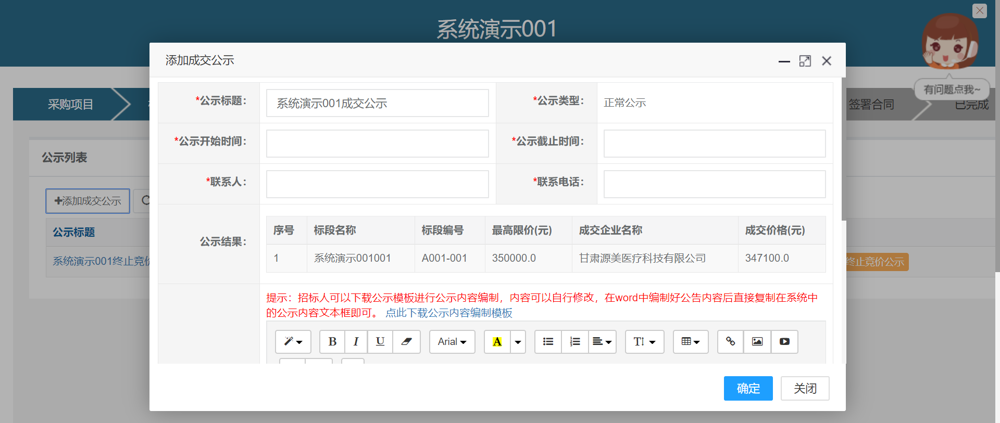 系统演示001
添加成交公示
有问题点我~
采购项目
签署合同
已完成
*公示标题：
系统演示001成交公示
*公示类型：
正常公示
*公示开始时间：
*公示截止时间：
公示列表
*联系人：
*联系电话：
添加成交公示
公示结果：
序号 标段名称 标段编号 最高限价(元) 成交企业名称 成交价格(元)
1 系统演示001001 A001-001 350000.0 甘肃源美医疗科技有限公司 347100.0
公示标题
系统演示001终止竞价
终止竞价公示
提示：招标人可以下载公示模板进行公示内容编制，内容可以自行修改，在word中编制好公告内容后直接复制在系统中
的公示内容文本框即可。 点此下载公示内容编制模板
B I U Arial A T
确定
关闭